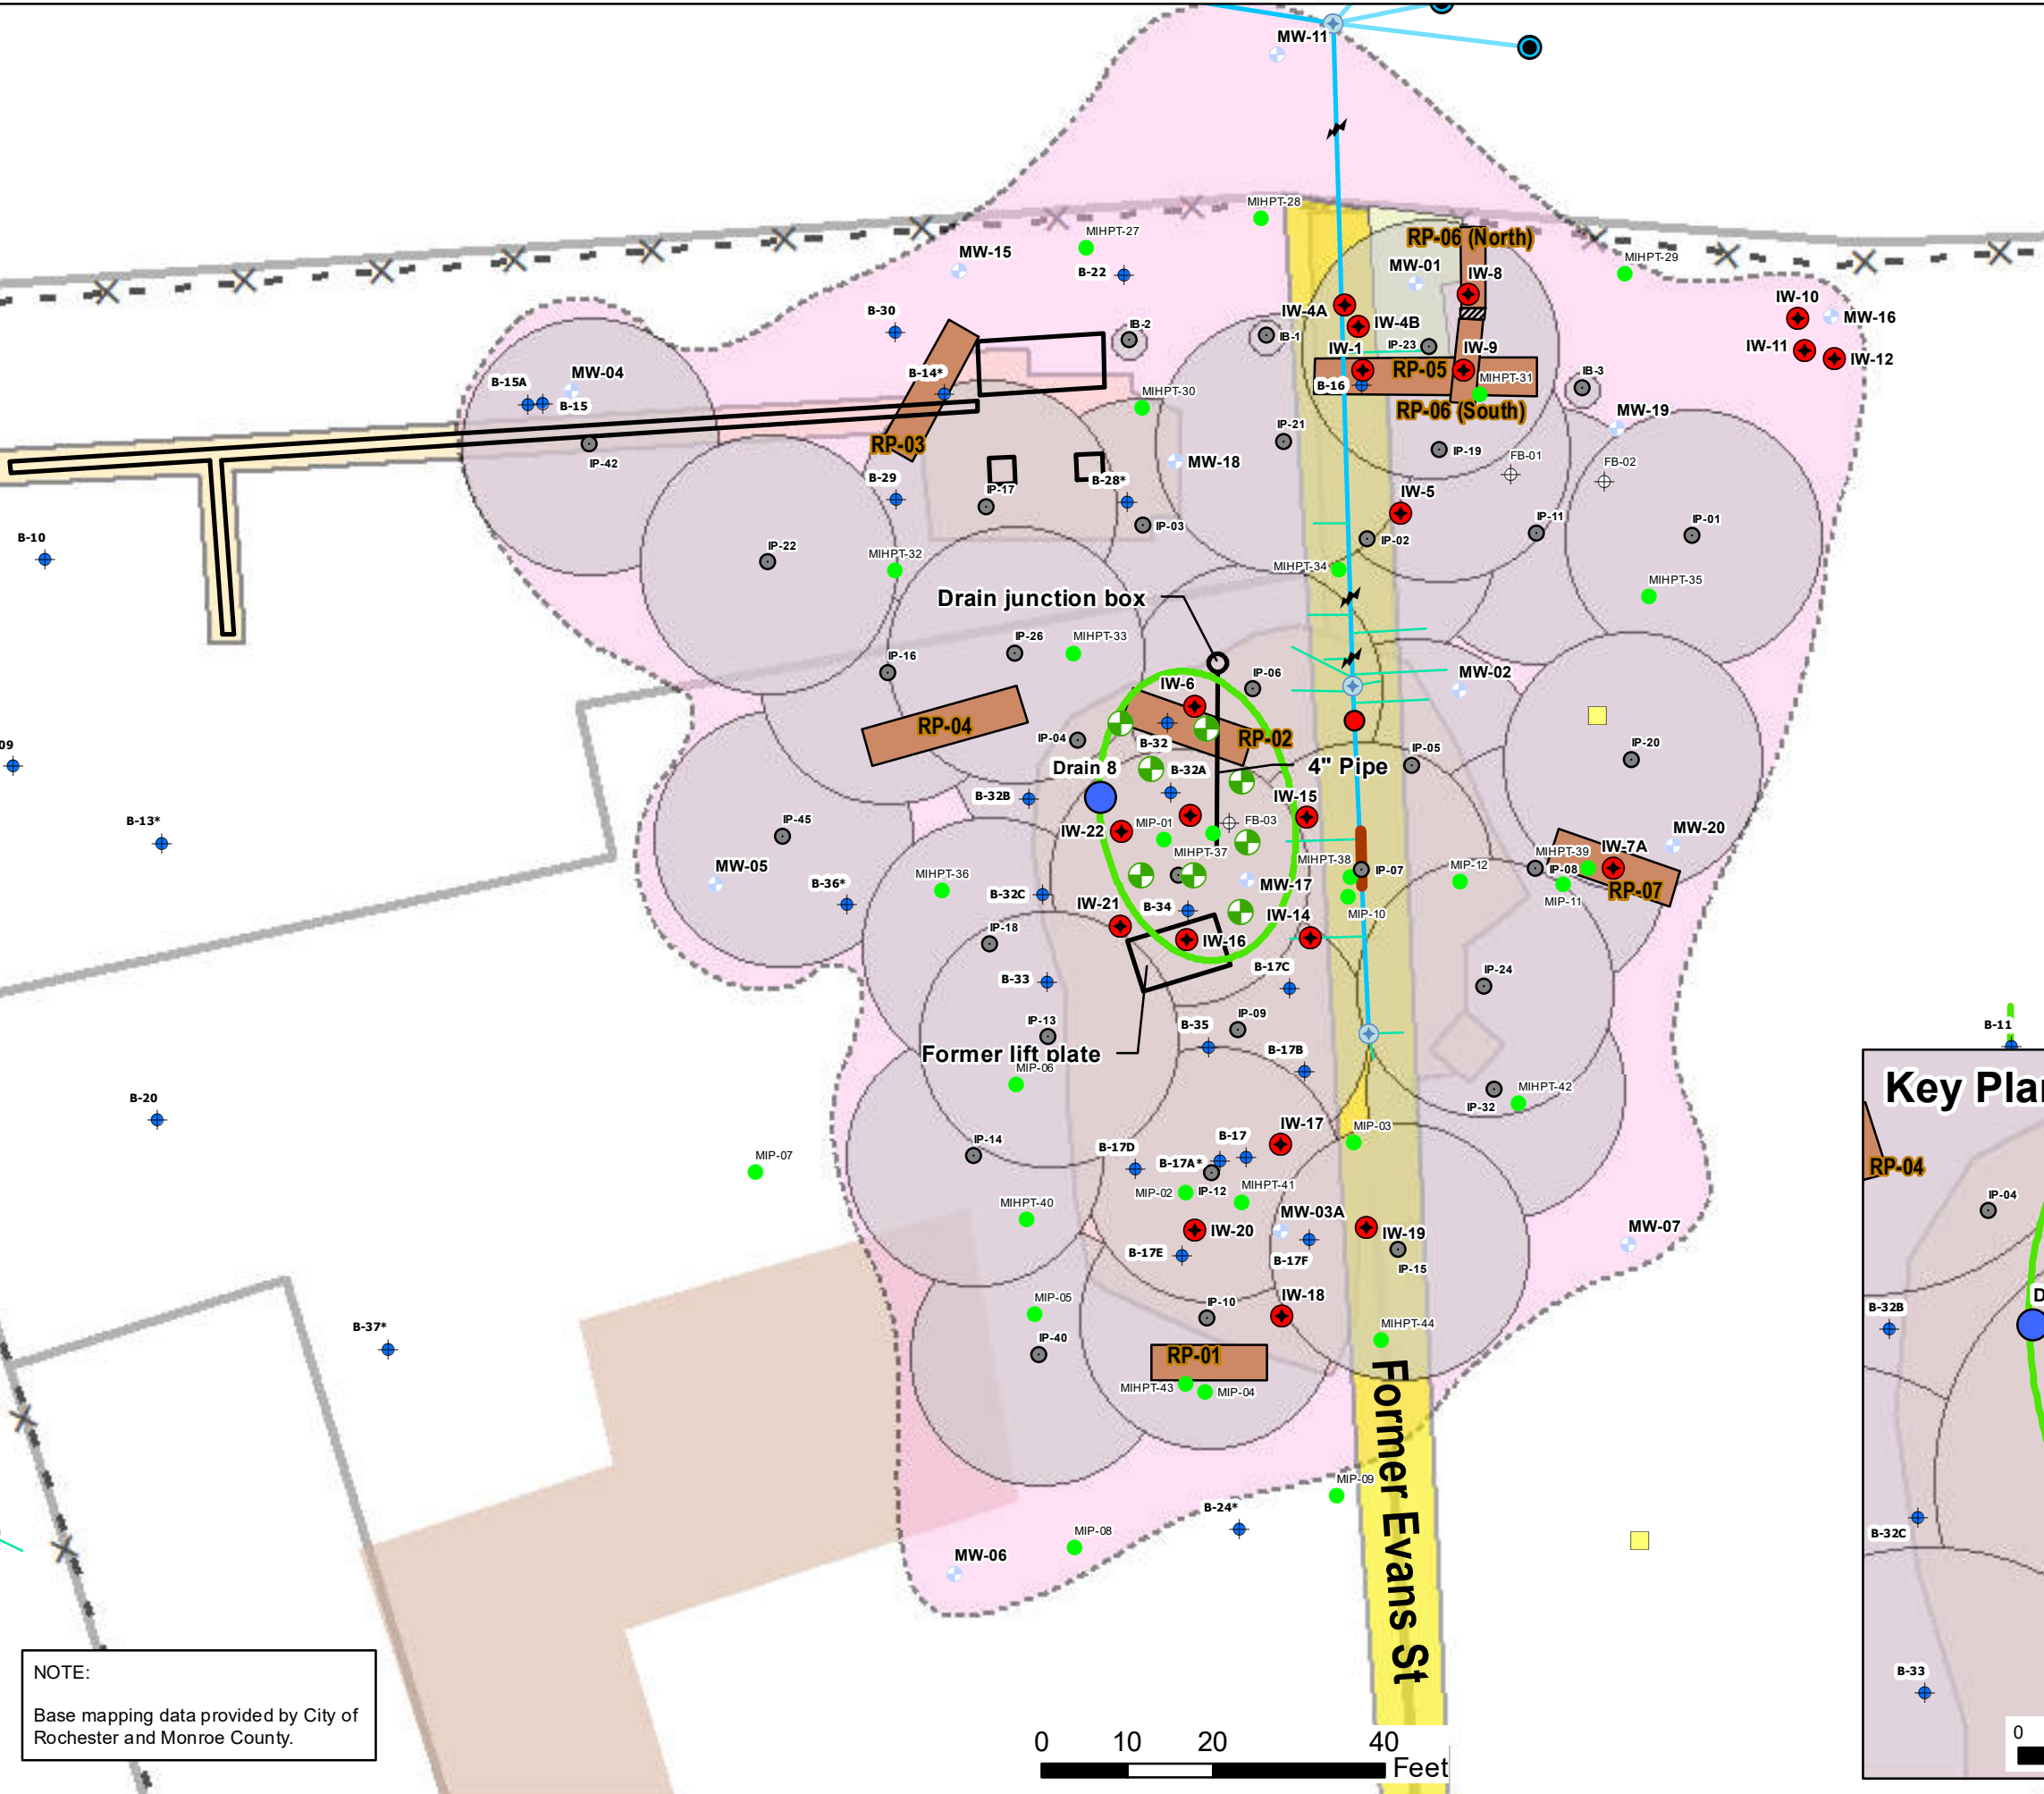 MW-11
MIHPT-28
MIHPT-27
MW-15
B-22
RP-06 (North)
MW-01
IW-8
MIHPT-29
IW-10
MW-16
IW-4A
IW-4B
B-30
IB-2
IB-1
IW-1
IP-23
IW-9
IW-11
IW-12
B-14*
RP-05
MIHPT-31
IB-3
B-16
B-15A
MW-04
B-15
MIHPT-30
RP-06 (South)
MW-19
RP-03
IP-42
IP-21
IP-19
FB-01
FB-02
MW-18
B-29
IP-17
B-28*
IW-5
IP-03
IP-02
IP-11
IP-01
B-10
IP-22
MIHPT-32
MIHPT-34
MIHPT-35
Drain junction box
IP-26
MIHPT-33
IP-16
IP-06
MW-02
IW-6
RP-04
IP-04
B-32
RP-02
IP-05
IP-20
09
Drain 8
B-32A
4" Pipe
B-32B
IW-15
B-13*
IP-45
IW-22
MIP-01
FB-03
MW-20
MIHPT-37
MIHPT-38
IP-07
MIP-12
MIHPT-39
IW-7A
IP-08
MW-05
MIHPT-36
B-36*
B-32C
MW-17
RP-07
MIP-11
IW-21
B-34
IW-14
MIP-10
IP-18
IW-16
B-33
B-17C
IP-24
IP-13
IP-09
B-35
Former lift plate
B-17B
MIP-06
B-11
Key Plan
B-20
IP-32
MIHPT-42
IW-17
MIP-03
IP-14
B-17D
B-17
B-17A*
MIP-07
MIP-02
IP-12
MIHPT-41
RP-04
IP-04
MIHPT-40
IW-20
MW-03A
IW-19
MW-07
B-17E
B-17F
IP-15
MIP-05
IP-10
IW-18
B-37*
IP-40
MIHPT-44
RP-01
MIHPT-43
MIP-04
D
B-32B
Former Evans St
MIP-09
B-24*
MIP-08
MW-06
B-32C
B-33
NOTE:
Base mapping data provided by City of
Rochester and Monroe County.
0 10 20 40
Feet
0